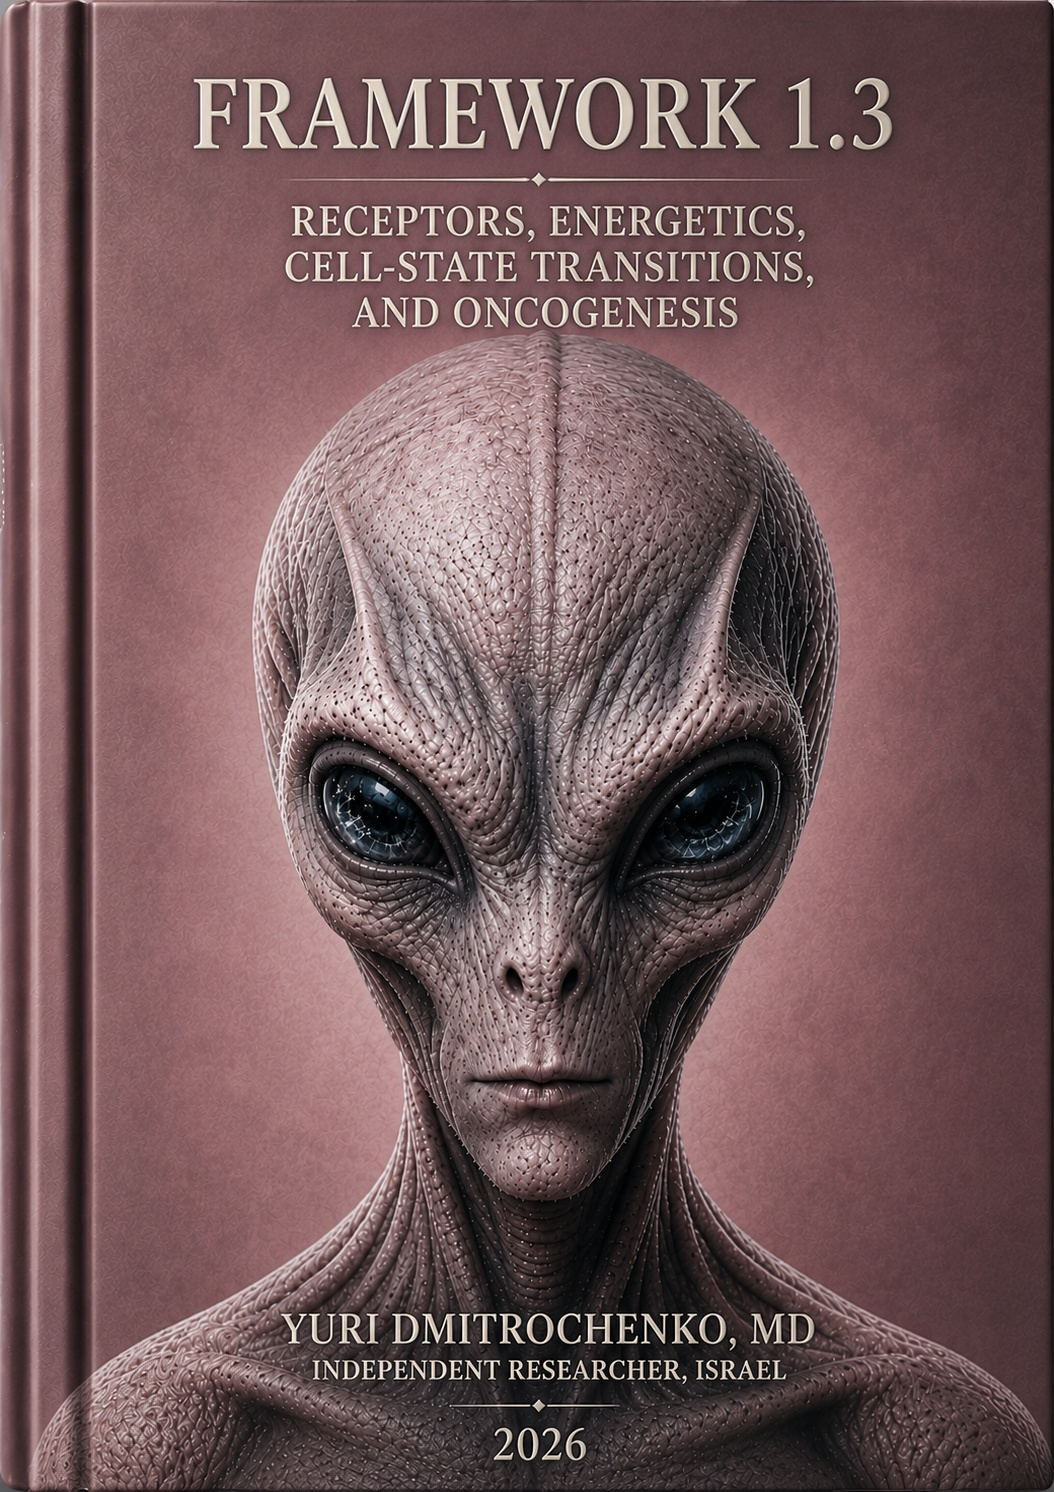 FRAMEWORK 1.3
RECEPTORS, ENERGETICS,
CELL-STATE TRANSITIONS,
AND ONCOGENESIS
YURI DMITROCHENKO, MD
INDEPENDENT RESEARCHER, ISRAEL
2026